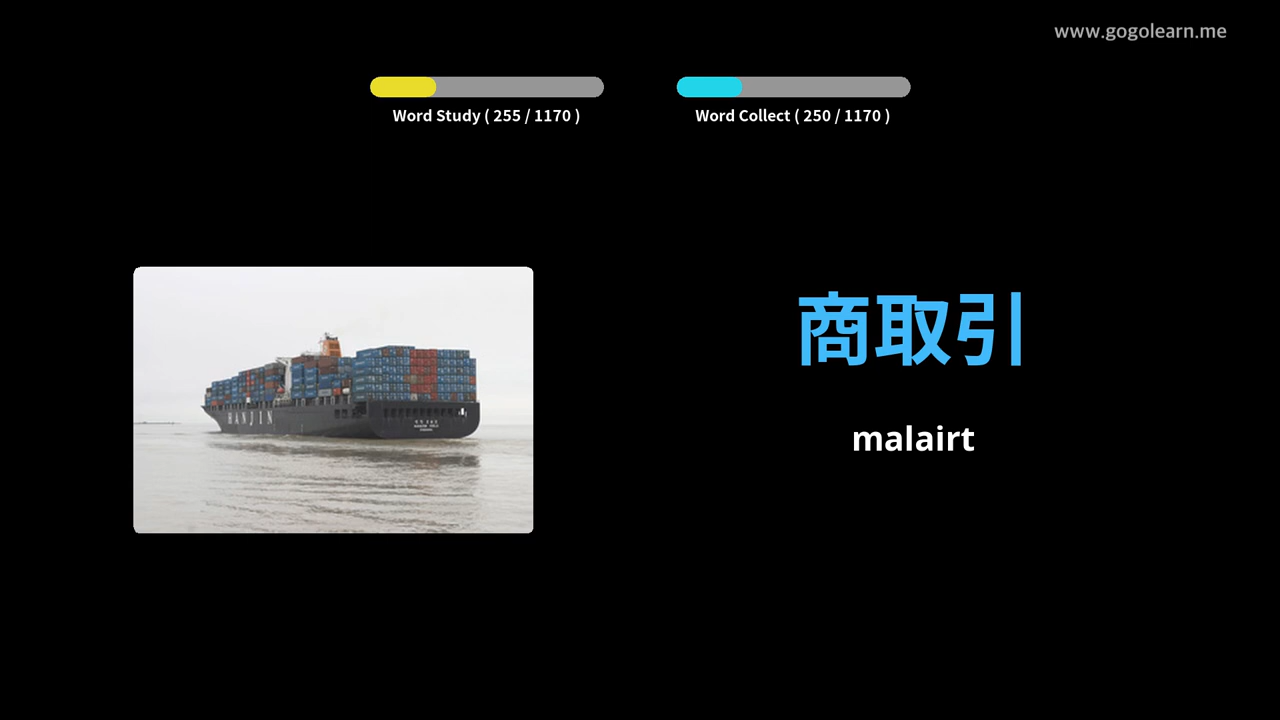 www.gogolearn.me
Word Study ( 255 / 1170 )
Word Collect ( 250 / 1170 )
商取引
malairt
HANJIN